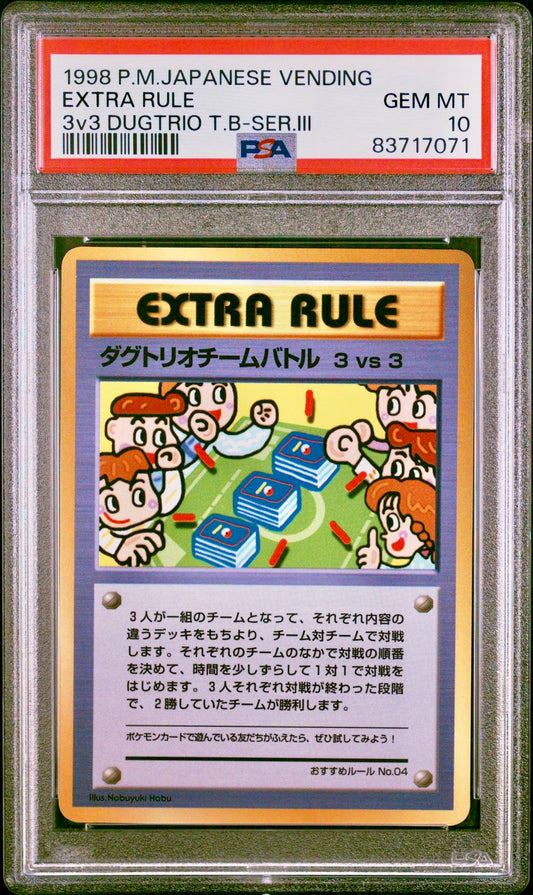 1998 P.M.JAPANESE VENDING
EXTRA RULE GEM MT
3v3 DUGTRIO T.B-SER.III 10
PSA 83717071
EXTRA RULE
ダグトリオチームバトル 3 vs 3
3人が一組のチームとなって、それぞれ内容の
違うデッキをもちより、チーム対チームで対戦
します。それぞれのチームのなかで対戦の順番
を決めて、時間を少しずらして1対1で対戦を
はじめます。3人それぞれ対戦が終わった段階
で、2勝していたチームが勝利します。
ポケモンカードで遊んでいる友だちがふえたら、ぜひ試してみよう!
おすすめルール No.04
Illus.Nobuyuki Habu
PSA